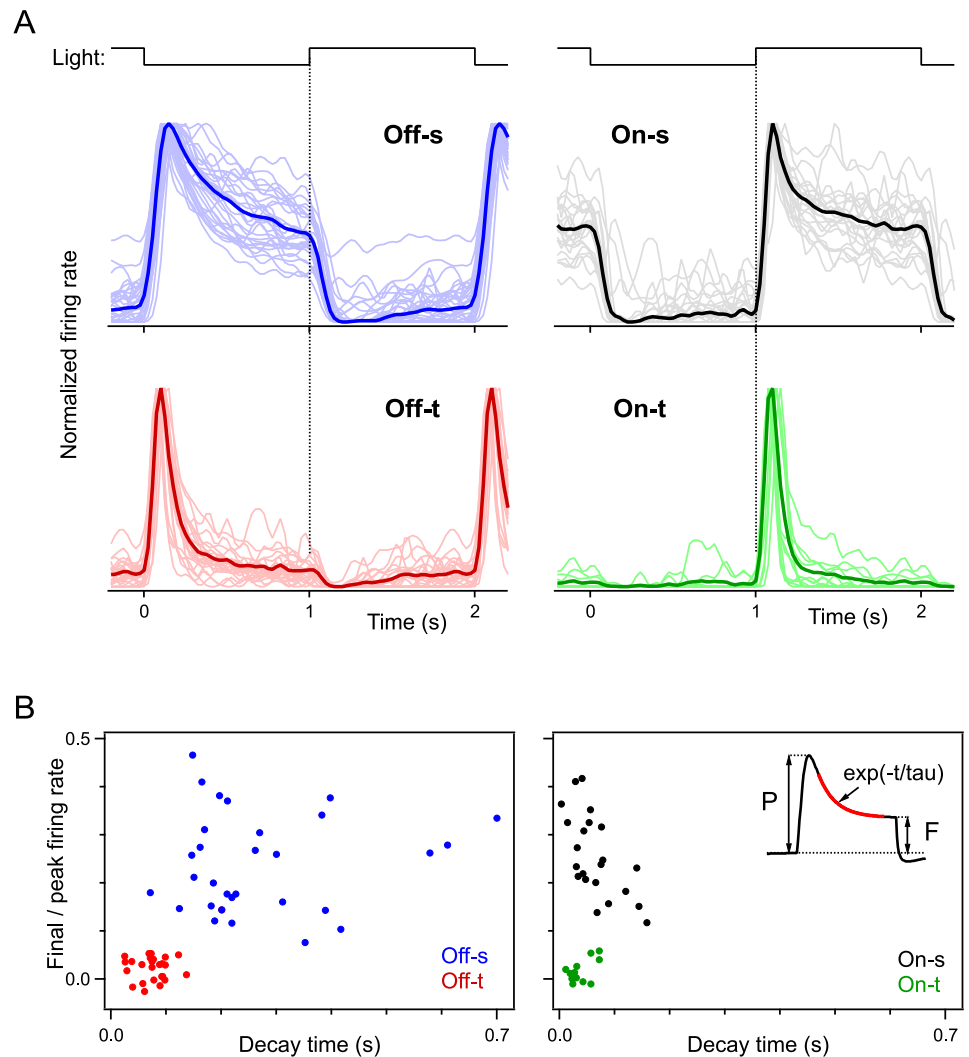 A
Light:
Off-s
On-s
Normalized firing rate
Off-t
On-t
0
1
2
0
1
2
Time (s)
Time (s)
B
0.5
0.0
Final / peak firing rate
Off-s
Off-t
exp(-t/tau)
P
F
On-s
On-t
0.0
0.7
0.0
0.7
Decay time (s)
Decay time (s)